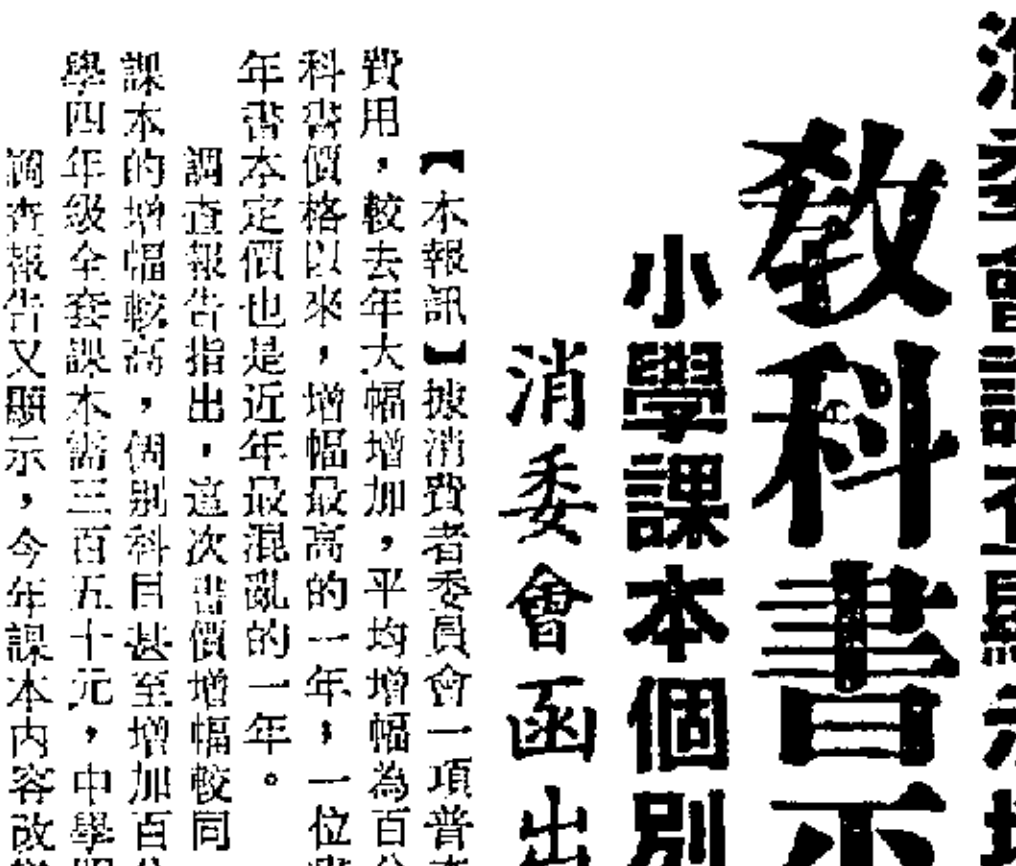 教科書
小學課本個別
消委會函出
【本報訊】據消費者委員會一項普
費用，較去年大幅增加，平均增幅為百
科書價格以來，增幅最高的一年，一位
年書本定價也是近年最混亂的一年。
調查報告指出，這次書價增幅較同
課本的增幅較高，個別科目甚至增加百
學四年級全套課本需三百五十元，中學
調查報告又顯示，今年課本內容改